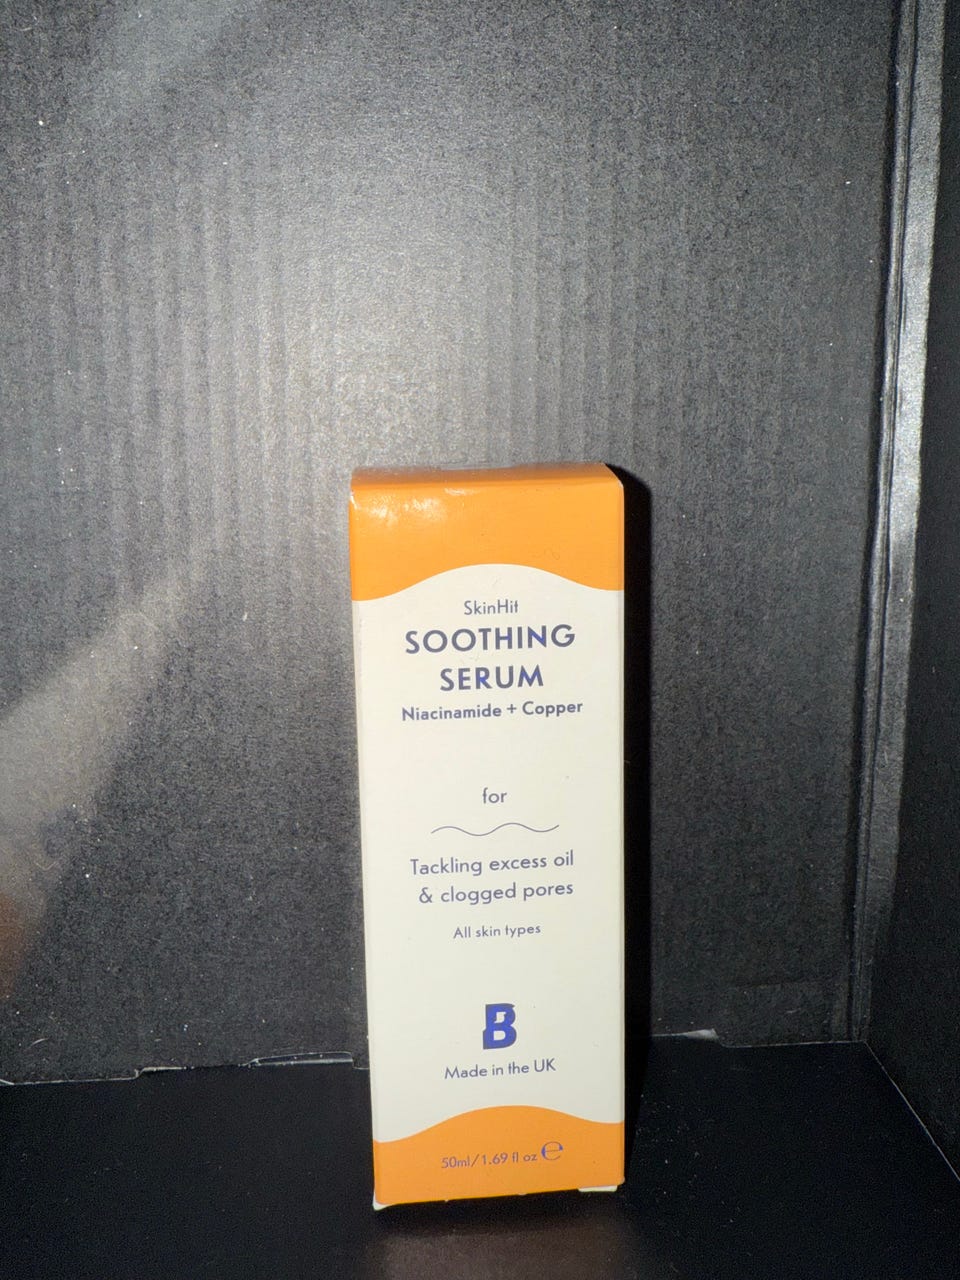 SkinHit
SOOTHING
SERUM
Niacinamide + Copper
for
Tackling excess oil
& clogged pores
All skin types
B
Made in the UK
50ml/1.69 fl oz ℮